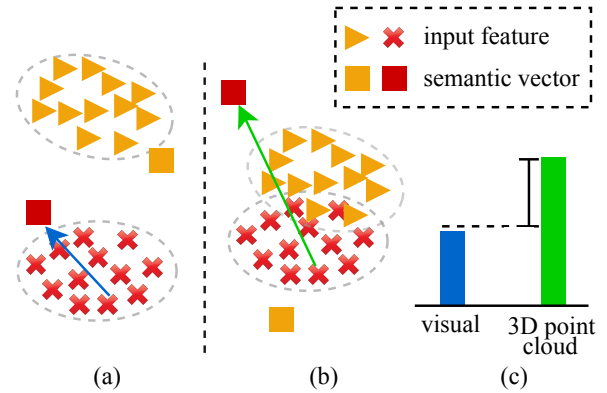 input feature
semantic vector
visual
3D point
cloud
(a)
(b)
(c)